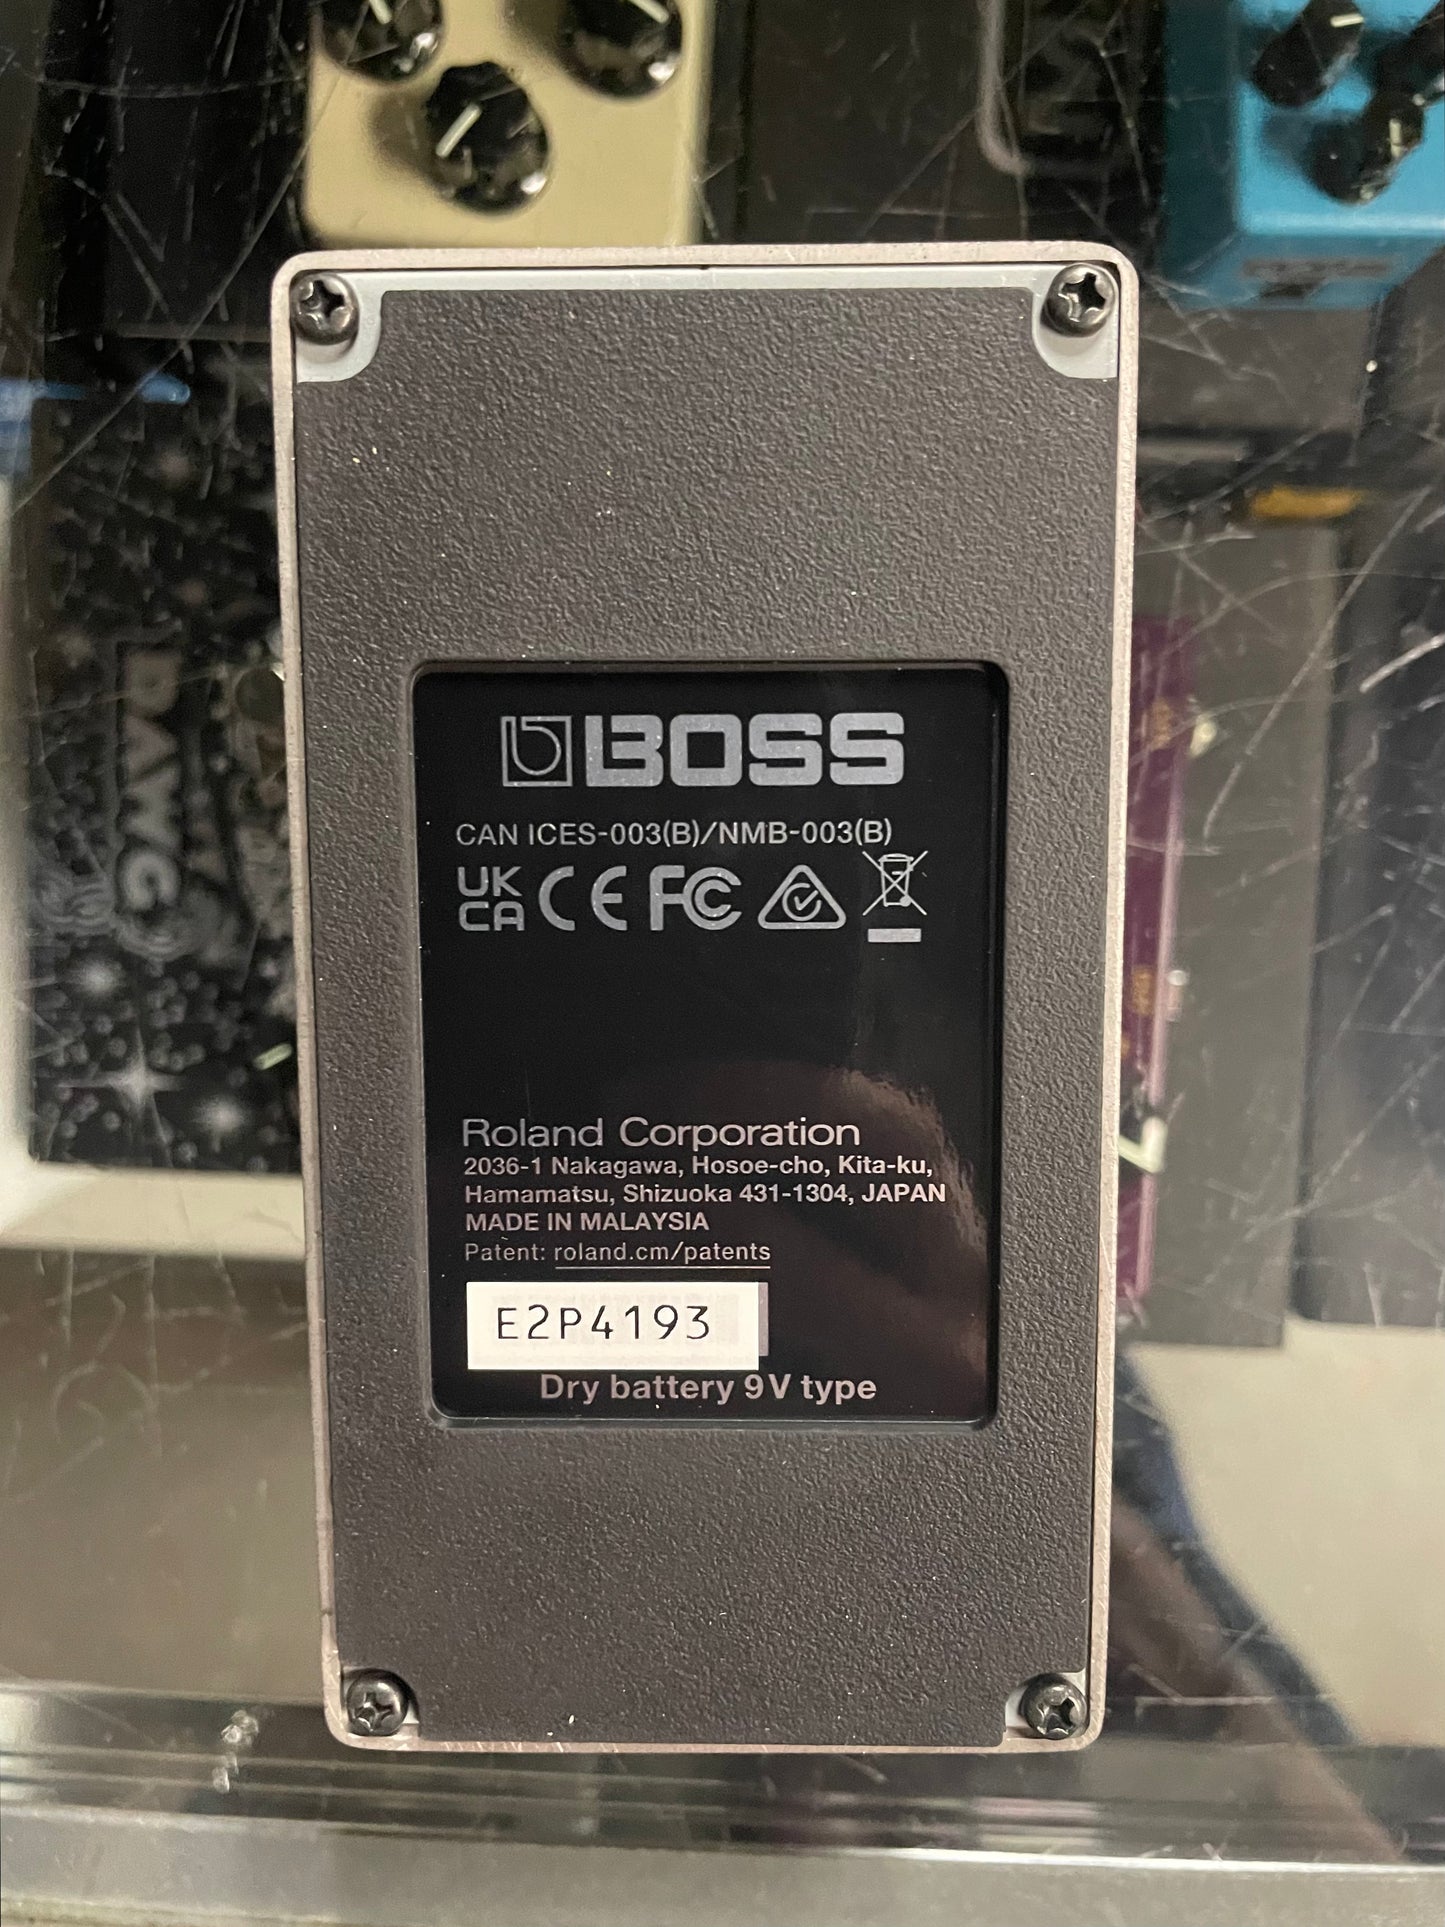 BOSS
CAN ICES-003(B)/NMB-003(B)
UK
CA CE FC
Roland Corporation
2036-1 Nakagawa, Hosoe-cho, Kita-ku,
Hamamatsu, Shizuoka 431-1304, JAPAN
MADE IN MALAYSIA
Patent: roland.cm/patents
E2P4193
Dry battery 9V type
DAWG